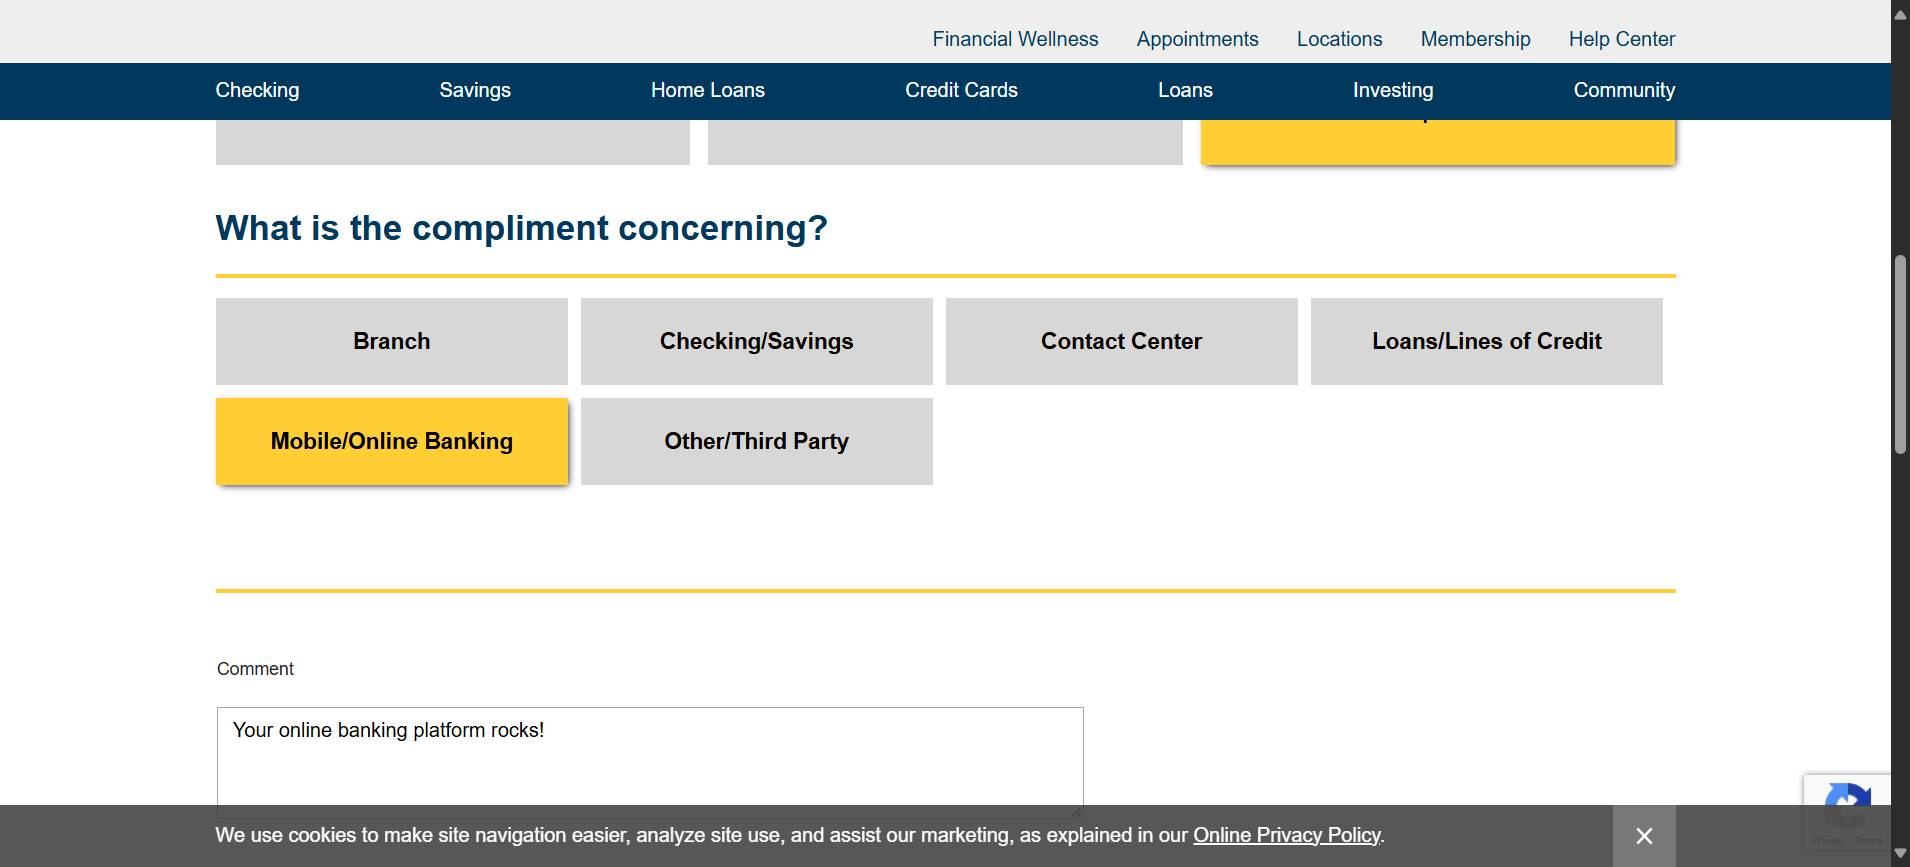 Financial Wellness Appointments Locations Membership Help Center
Checking Savings Home Loans Credit Cards Loans Investing Community
What is the compliment concerning?
Branch Checking/Savings Contact Center Loans/Lines of Credit
Mobile/Online Banking Other/Third Party
Comment
Your online banking platform rocks!
We use cookies to make site navigation easier, analyze site use, and assist our marketing, as explained in our Online Privacy Policy.
Privacy - Terms